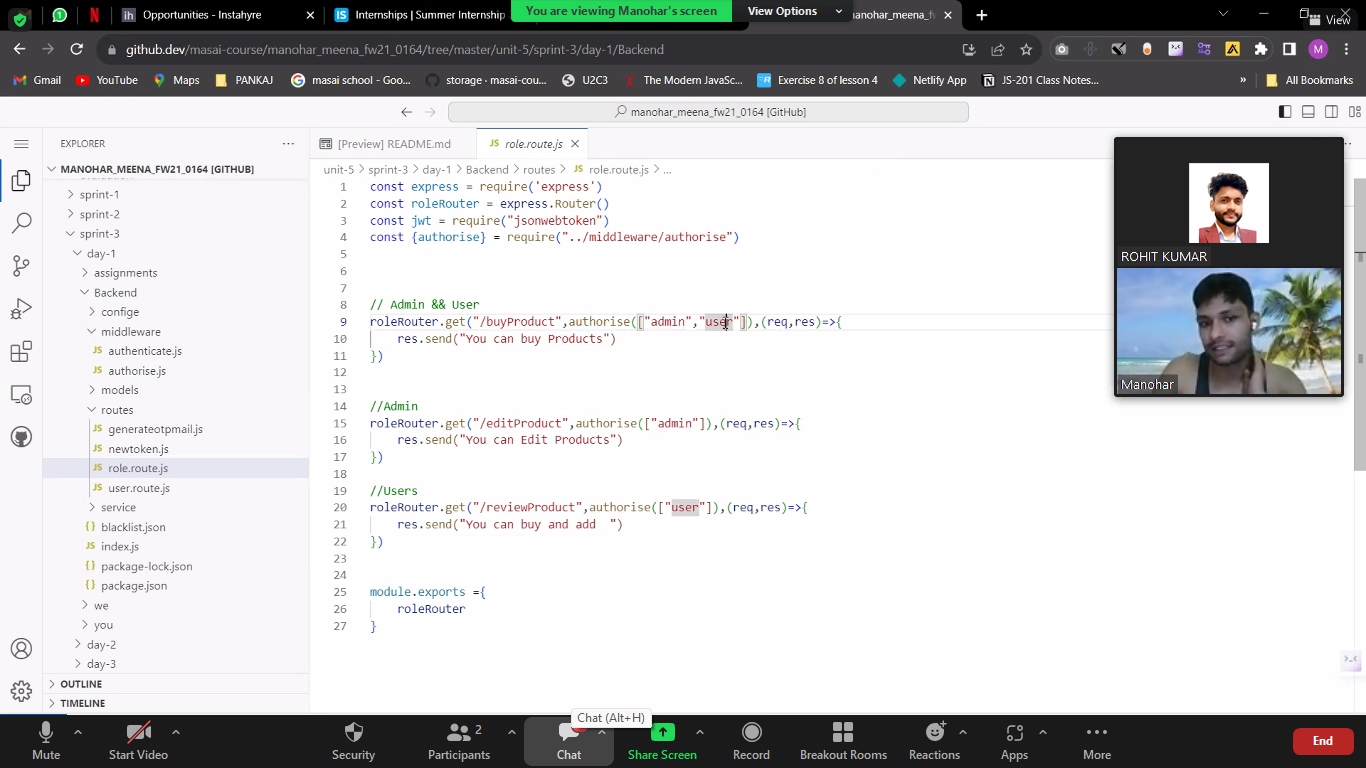 Opportunities - Instahyre
Internships | Summer Internship
You are viewing Manohar's screen
View Options
manohar_meena_fw
View
github.dev/masai-course/manohar_meena_fw21_0164/tree/master/unit-5/sprint-3/day-1/Backend
M
Gmail
YouTube
Maps
PANKAJ
masai school - Goo...
storage · masai-cou...
U2C3
The Modern JavaSc...
Exercise 8 of lesson 4
Netlify App
JS-201 Class Notes...
»
All Bookmarks
manohar_meena_fw21_0164 [GitHub]
EXPLORER
[Preview] README.md
JS role.route.js
MANOHAR_MEENA_FW21_0164 [GITHUB]
unit-5 > sprint-3 > day-1 > Backend > routes > JS role.route.js > ...
sprint-1
sprint-2
sprint-3
day-1
assignments
Backend
confige
middleware
JS authenticate.js
JS authorise.js
models
routes
JS generateotpmail.js
JS newtoken.js
JS role.route.js
JS user.route.js
service
{} blacklist.json
JS index.js
{} package-lock.json
{} package.json
we
you
day-2
day-3
OUTLINE
TIMELINE
1 const express = require('express')
2 const roleRouter = express.Router()
3 const jwt = require("jsonwebtoken")
4 const {authorise} = require("../middleware/authorise")
5
6
7
8 // Admin && User
9 roleRouter.get("/buyProduct",authorise(["admin","user"]),(req,res)=>{
10 res.send("You can buy Products")
11 })
12
13
14 //Admin
15 roleRouter.get("/editProduct",authorise(["admin"]),(req,res)=>{
16 res.send("You can Edit Products")
17 })
18
19 //Users
20 roleRouter.get("/reviewProduct",authorise(["user"]),(req,res)=>{
21 res.send("You can buy and add  ")
22 })
23
24
25 module.exports ={
26 roleRouter
27 }
ROHIT KUMAR
Manohar
Chat (Alt+H)
Mute
Start Video
Security
2
Participants
Chat
Share Screen
Record
Breakout Rooms
Reactions
Apps
More
End